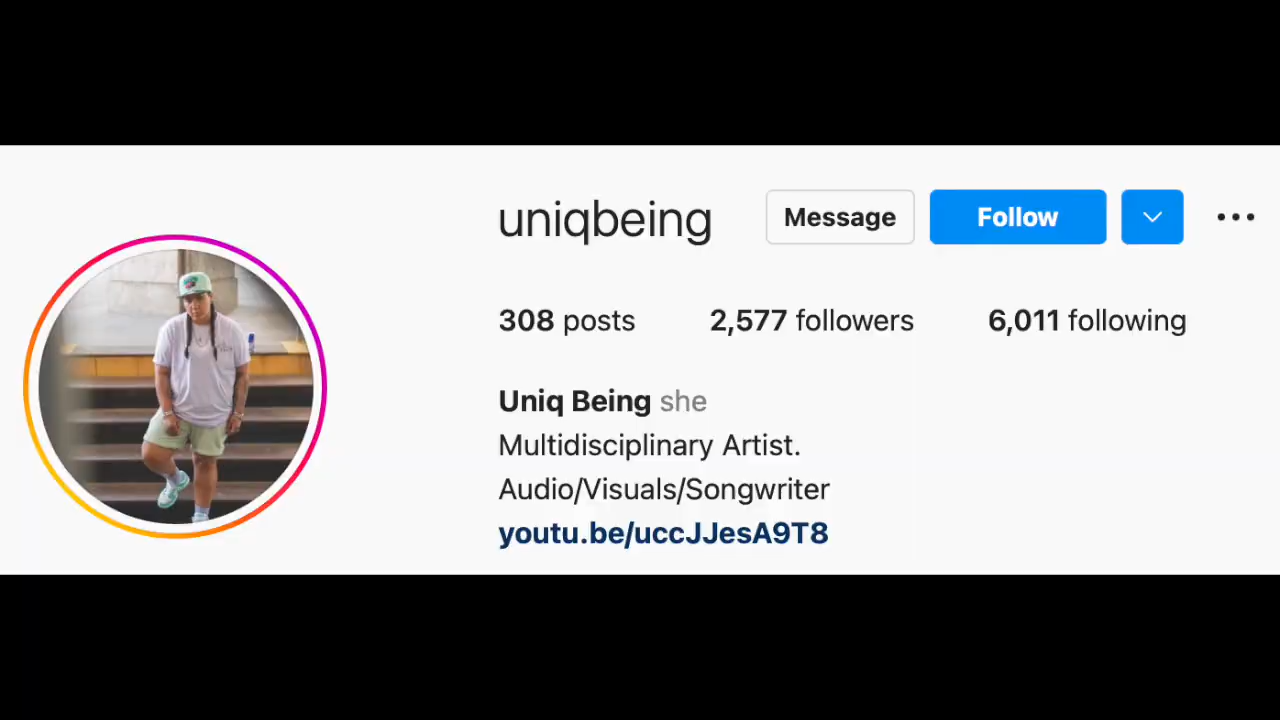 uniqbeing Message Follow
308 posts 2,577 followers 6,011 following
Uniq Being she
Multidisciplinary Artist.
Audio/Visuals/Songwriter
youtu.be/uccJJesA9T8